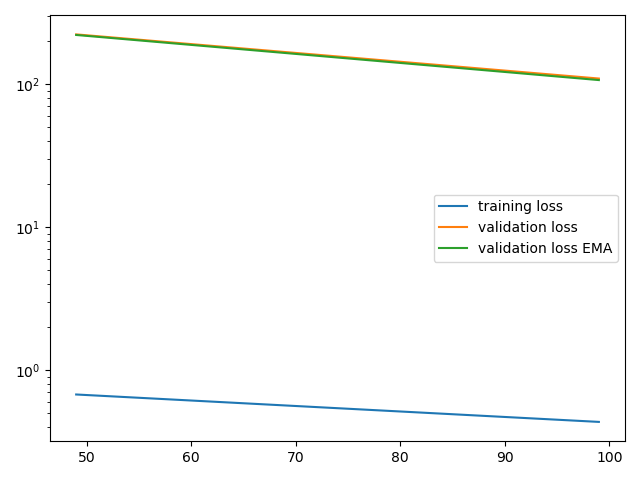 10²
10¹
10⁰
training loss
validation loss
validation loss EMA
50 60 70 80 90 100